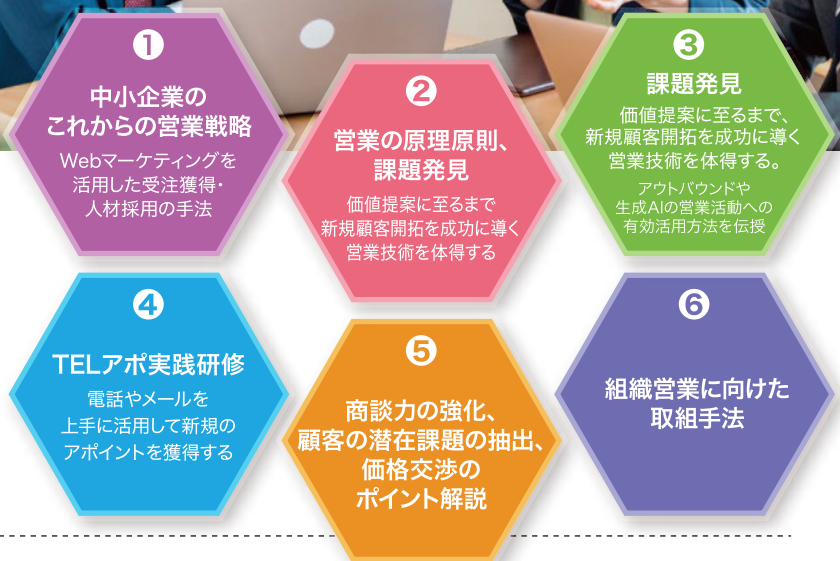 1
中小企業の
これからの営業戦略
Webマーケティングを
活用した受注獲得・
人材採用の手法
2
営業の原理原則、
課題発見
価値提案に至るまで
新規顧客開拓を成功に導く
営業技術を体得する
3
課題発見
価値提案に至るまで、
新規顧客開拓を成功に導く
営業技術を体得する。
アウトバウンドや
生成AIの営業活動への
有効活用方法を伝授
4
TELアポ実践研修
電話やメールを
上手に活用して新規の
アポイントを獲得する
5
商談力の強化、
顧客の潜在課題の抽出、
価格交渉の
ポイント解説
6
組織営業に向けた
取組手法